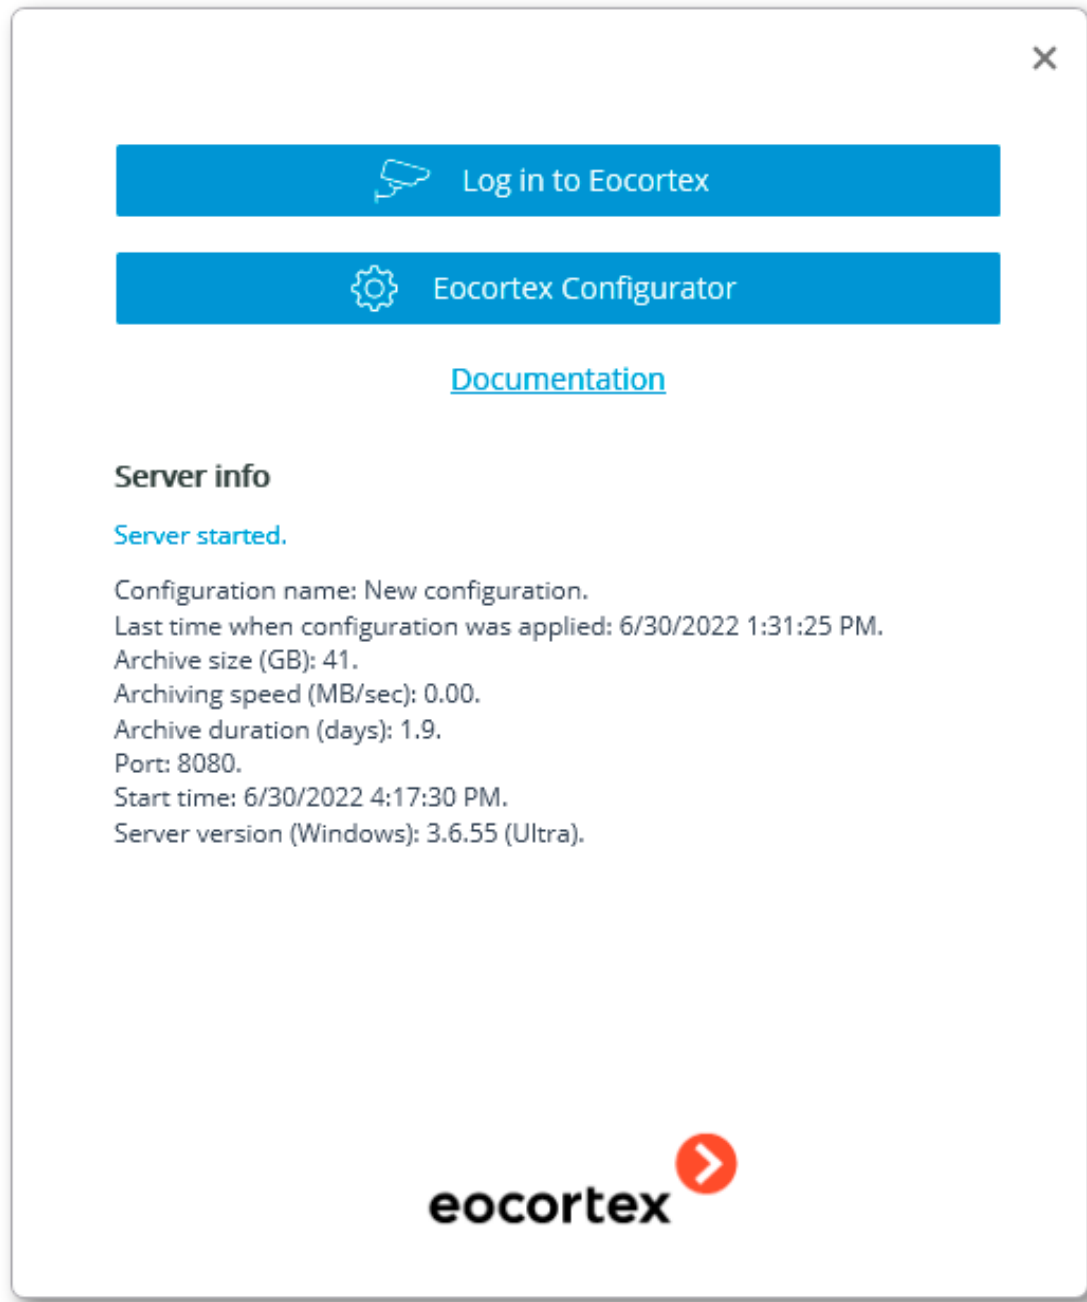 Log in to Eocortex
Eocortex Configurator
Documentation
Server info
Server started.
Configuration name: New configuration.
Last time when configuration was applied: 6/30/2022 1:31:25 PM.
Archive size (GB): 41.
Archiving speed (MB/sec): 0.00.
Archive duration (days): 1.9.
Port: 8080.
Start time: 6/30/2022 4:17:30 PM.
Server version (Windows): 3.6.55 (Ultra).
eocortex